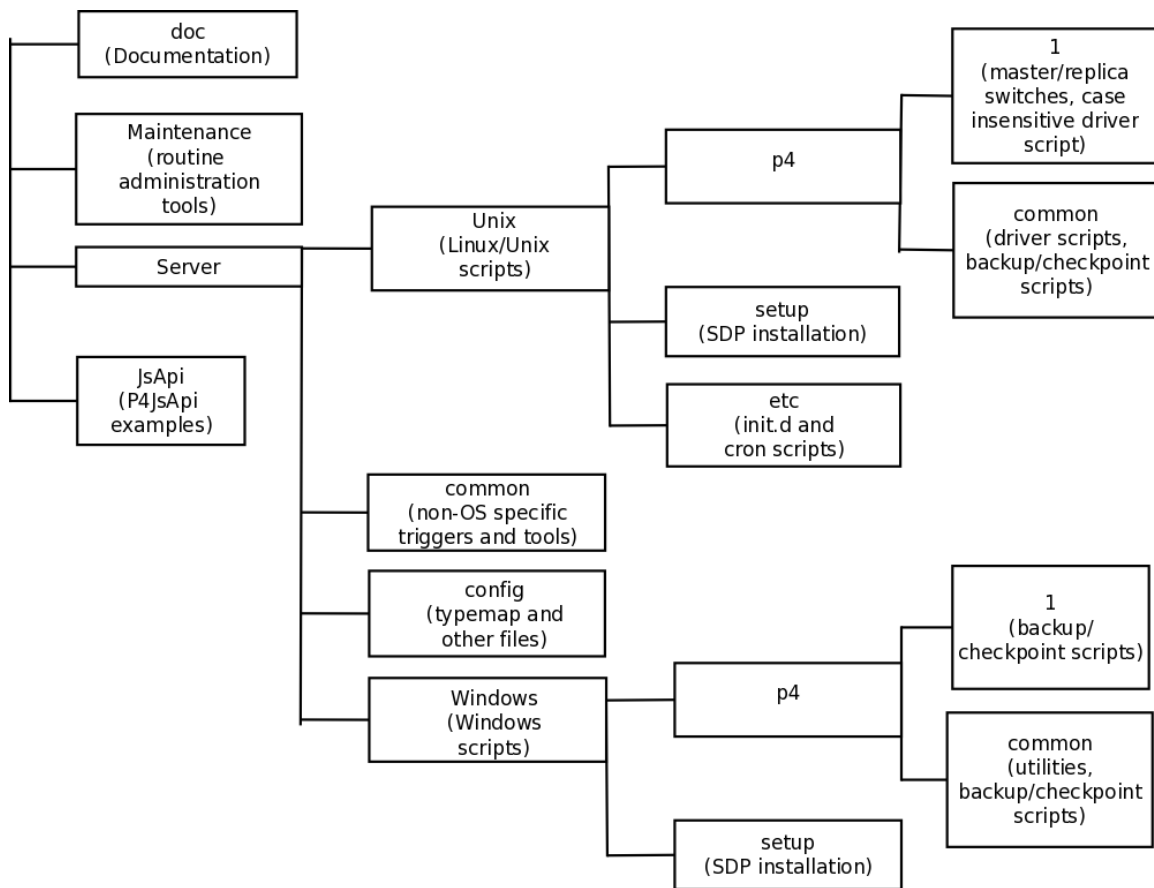 doc
(Documentation)
Maintenance
(routine
administration
tools)
Server
JsApi
(P4JsApi
examples)
Unix
(Linux/Unix
scripts)
common
(non-OS specific
triggers and tools)
config
(typemap and
other files)
Windows
(Windows
scripts)
p4
setup
(SDP installation)
etc
(init.d and
cron scripts)
p4
setup
(SDP installation)
1
(master/replica
switches, case
insensitive driver
script)
common
(driver scripts,
backup/checkpoint
scripts)
1
(backup/
checkpoint scripts)
common
(utilities,
backup/checkpoint
scripts)